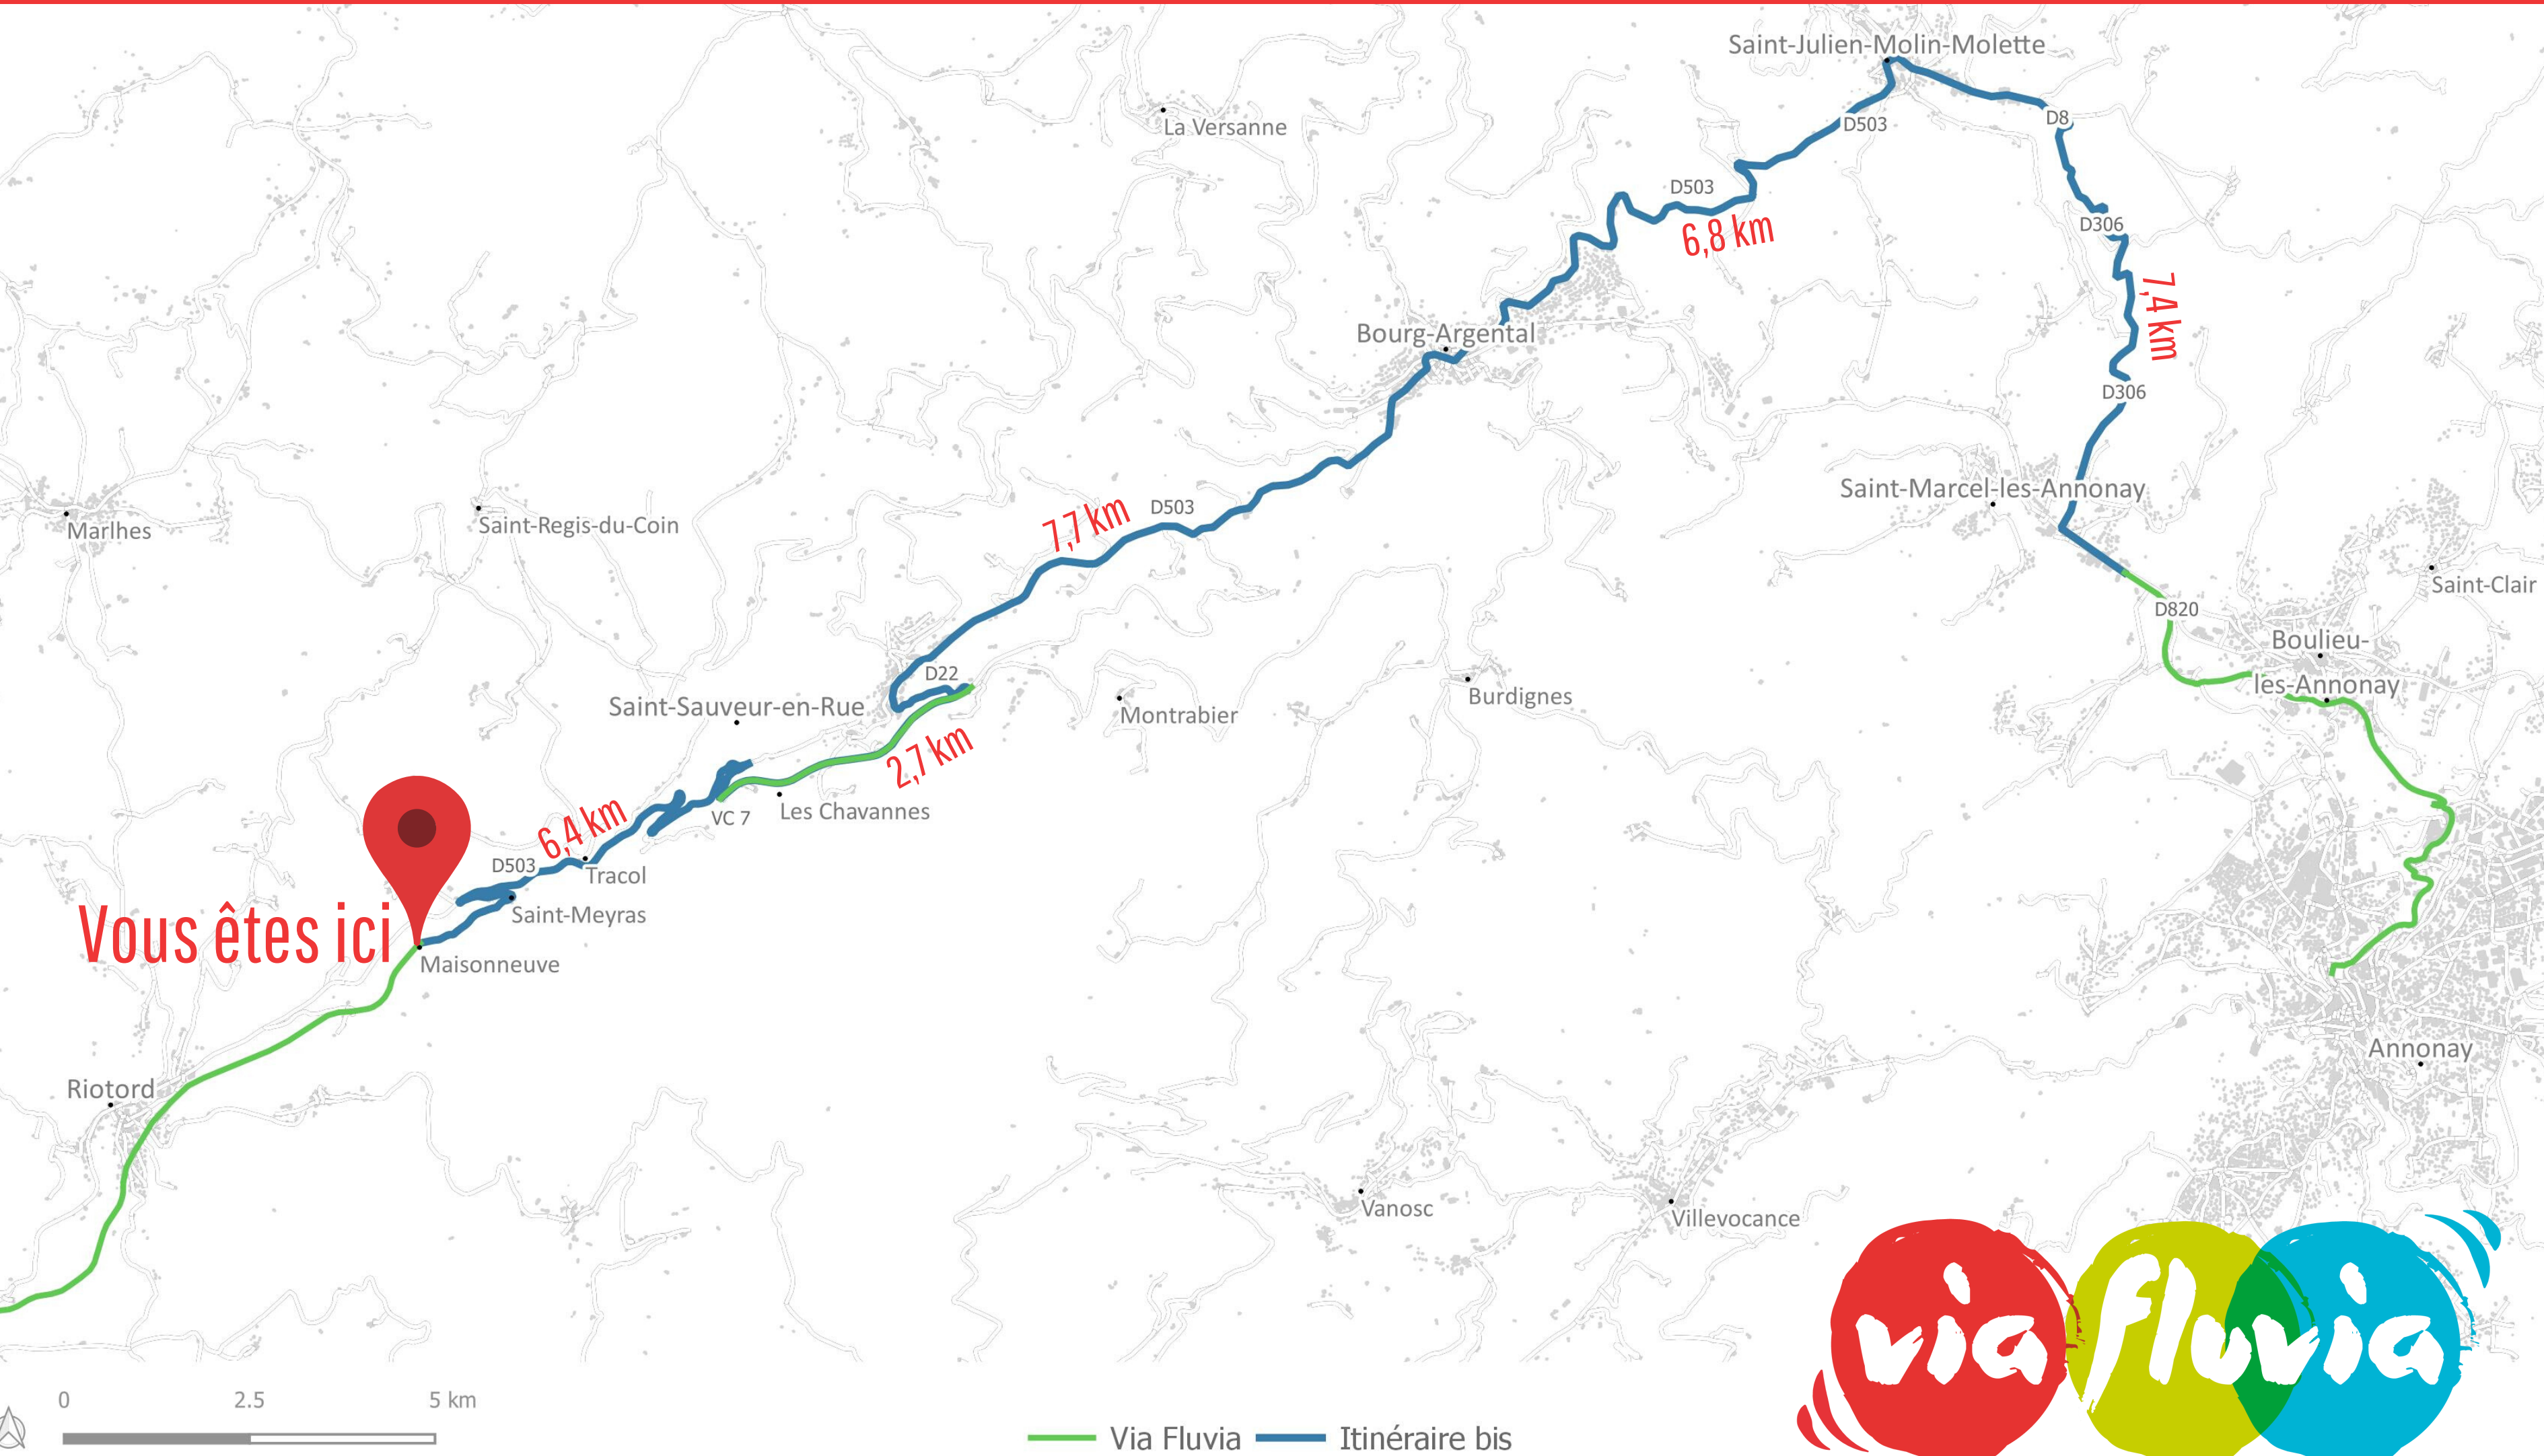 Saint-Julien-Molin-Molette
La Versanne
D503
D8
D503
6,8 km
D306
7,4 km
Bourg-Argental
D306
Saint-Marcel-les-Annonay
Marlhes
Saint-Regis-du-Coin
7,7 km
D503
Saint-Clair
D820
Boulieu-
les-Annonay
D22
Saint-Sauveur-en-Rue
Montrabier
Burdignes
2,7 km
VC 7
Les Chavannes
6,4 km
D503
Tracol
Saint-Meyras
Vous êtes ici
Maisonneuve
Annonay
Riotord
Vanosc
Villevocance
via fluvia
0 2.5 5 km
Via Fluvia
Itinéraire bis